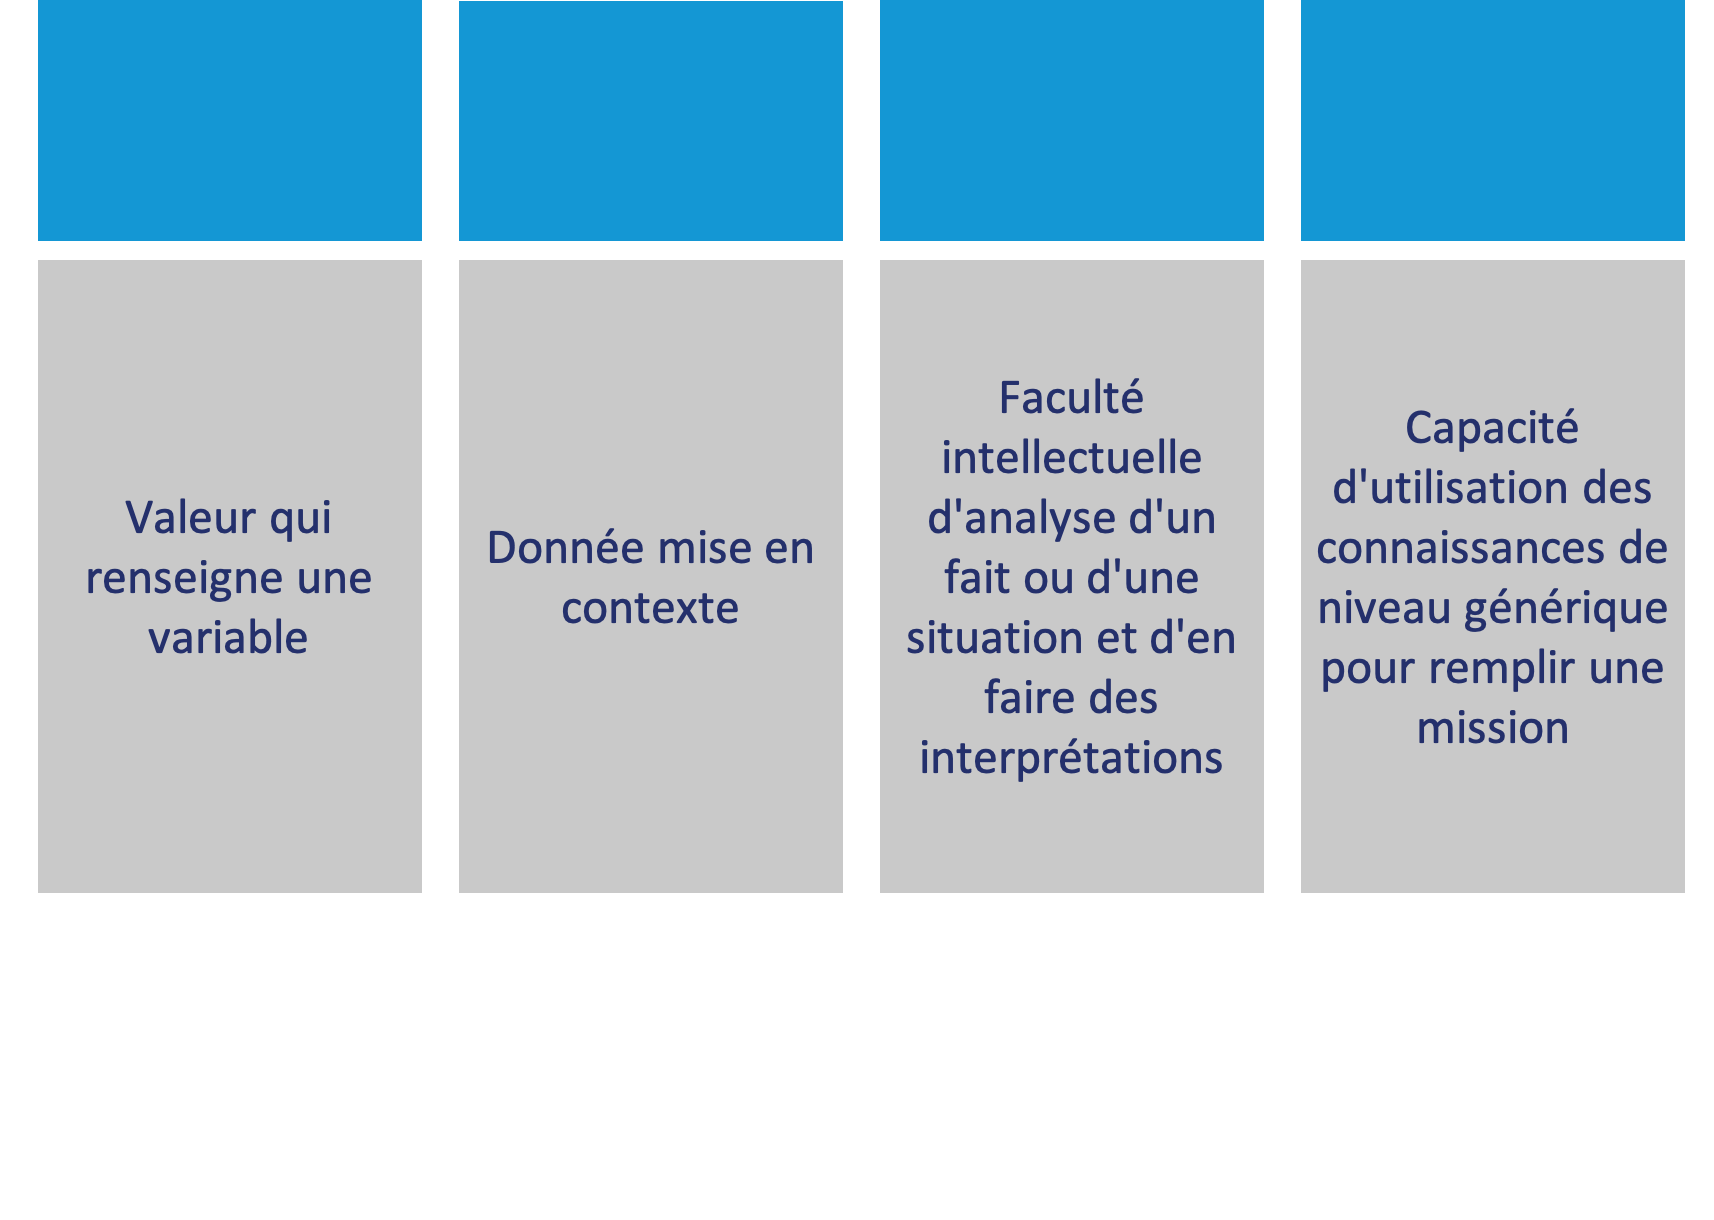 Valeur qui
renseigne une
variable
Donnée mise en
contexte
Faculté
intellectuelle
d'analyse d'un
fait ou d'une
situation et d'en
faire des
interprétations
Capacité
d'utilisation des
connaissances de
niveau générique
pour remplir une
mission